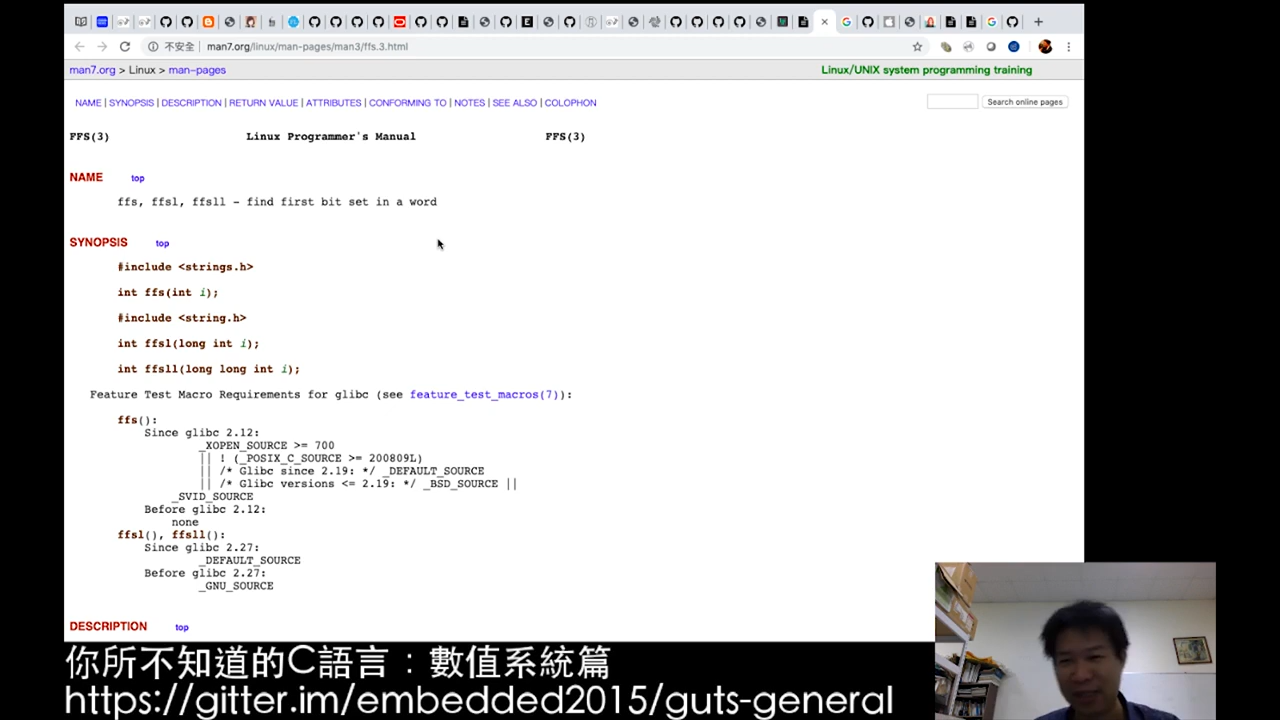 不安全 | man7.org/linux/man-pages/man3/ffs.3.html
man7.org > Linux > man-pages
Linux/UNIX system programming training
NAME | SYNOPSIS | DESCRIPTION | RETURN VALUE | ATTRIBUTES | CONFORMING TO | NOTES | SEE ALSO | COLOPHON
Search online pages
FFS(3) Linux Programmer's Manual FFS(3)
NAME top
ffs, ffsl, ffsll - find first bit set in a word
SYNOPSIS top
#include <strings.h>
int ffs(int i);
#include <string.h>
int ffsl(long int i);
int ffsll(long long int i);
Feature Test Macro Requirements for glibc (see feature_test_macros(7)):
ffs():
Since glibc 2.12:
_XOPEN_SOURCE >= 700
|| ! (_POSIX_C_SOURCE >= 200809L)
|| /* Glibc since 2.19: */ _DEFAULT_SOURCE
|| /* Glibc versions <= 2.19: */ _BSD_SOURCE ||
_SVID_SOURCE
Before glibc 2.12:
none
ffsl(), ffsll():
Since glibc 2.27:
_DEFAULT_SOURCE
Before glibc 2.27:
_GNU_SOURCE
DESCRIPTION top
你所不知道的C語言：數值系統篇
https://gitter.im/embedded2015/guts-general